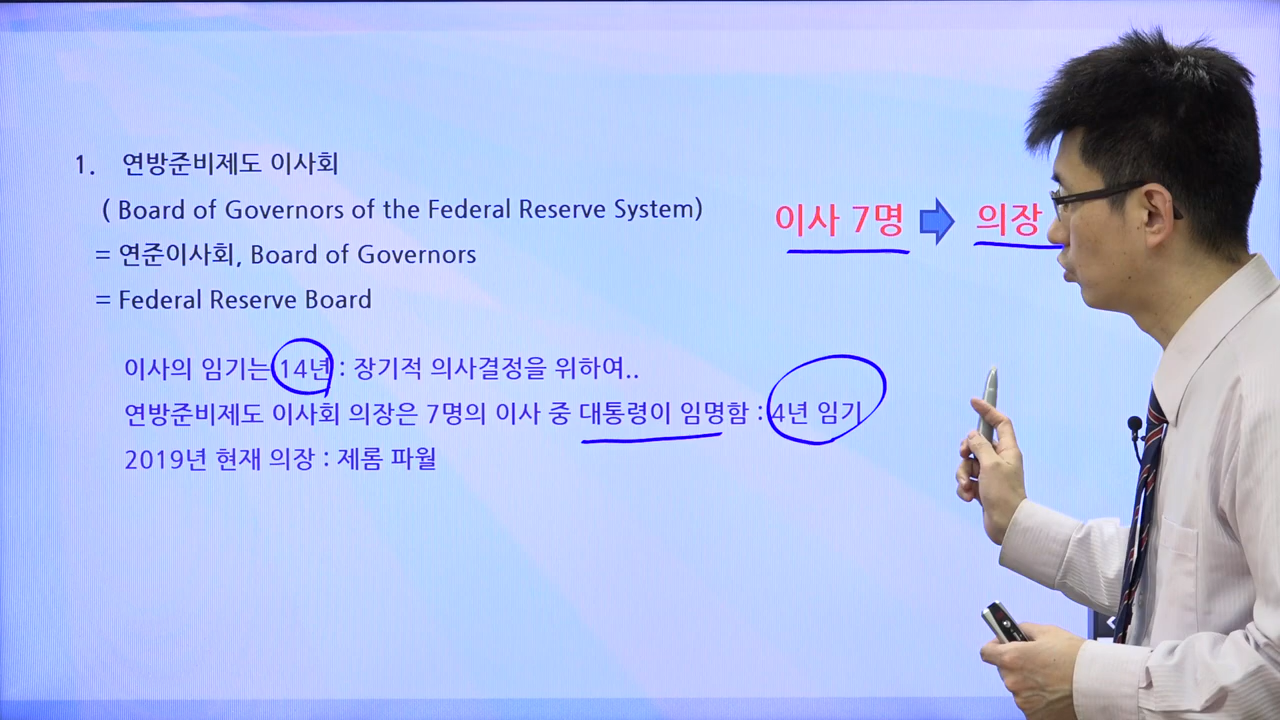 1. 연방준비제도 이사회
( Board of Governors of the Federal Reserve System)
= 연준이사회, Board of Governors
= Federal Reserve Board
이사 7명 의장
이사의 임기는 14년 : 장기적 의사결정을 위하여..
연방준비제도 이사회 의장은 7명의 이사 중 대통령이 임명함 : 4년 임기
2019년 현재 의장 : 제롬 파월